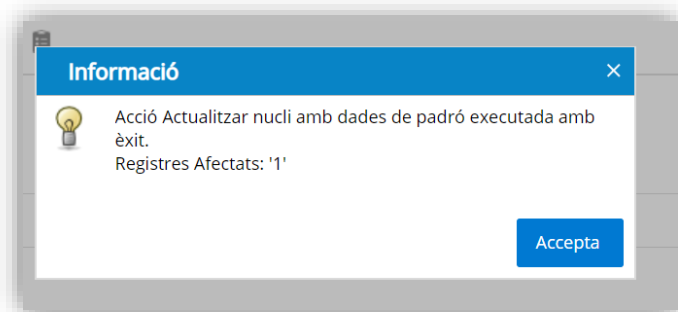 Informació
Acció Actualitzar nucli amb dades de padró executada amb
èxit.
Registres Afectats: '1'
Accepta